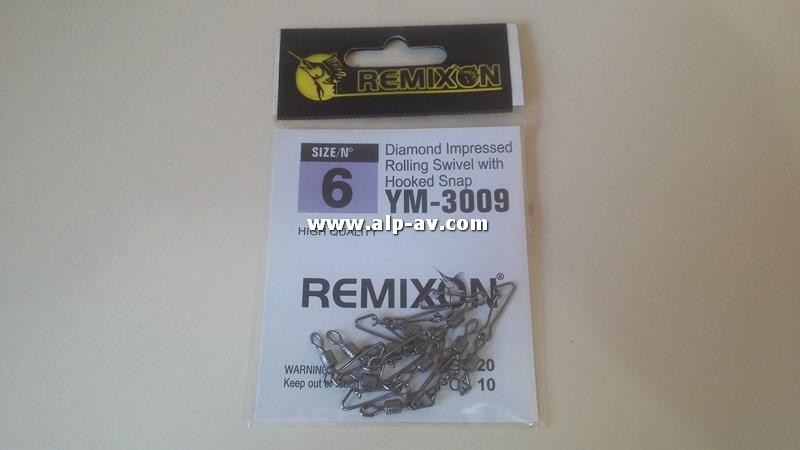 REMIXON
SIZE/Nº
6
Diamond Impressed
Rolling Swivel with
Hooked Snap
YM-3009
www.alp-av.com
HIGH QUALITY
REMIXON®
WARNING
20
Keep out of
10